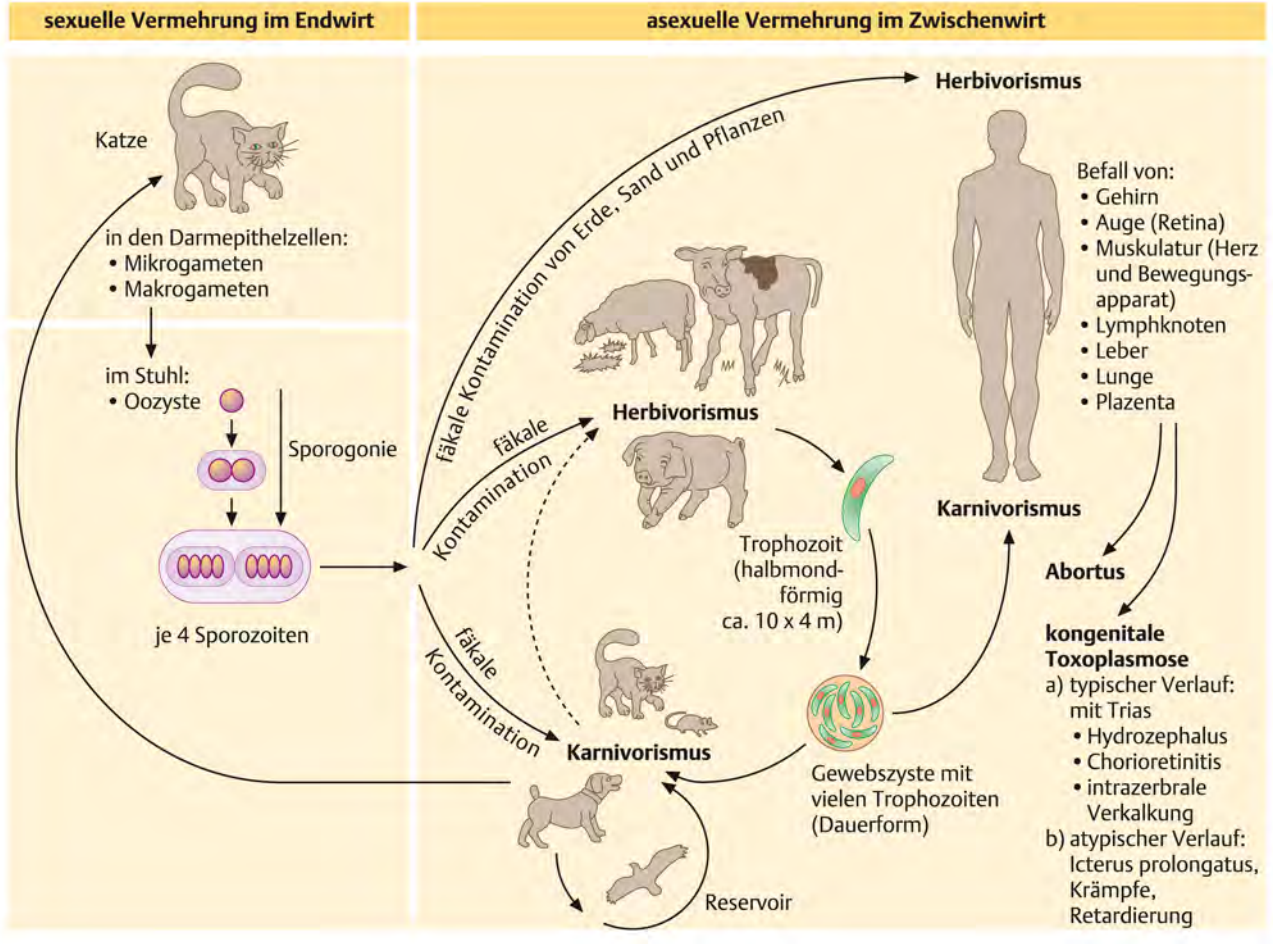 sexuelle Vermehrung im Endwirt
asexuelle Vermehrung im Zwischenwirt
Katze
in den Darmepithelzellen:
• Mikrogameten
• Makrogameten
im Stuhl:
• Oozyste
Sporogonie
je 4 Sporozoiten
fäkale Kontamination von Erde, Sand und Pflanzen
fäkale
Kontamination
fäkale
Kontamination
Herbivorismus
Trophozoit
(halbmond-
förmig
ca. 10 x 4 m)
Karnivorismus
Gewebszyste mit
vielen Trophozoiten
(Dauerform)
Reservoir
Herbivorismus
Befall von:
• Gehirn
• Auge (Retina)
• Muskulatur (Herz
und Bewegungs-
apparat)
• Lymphknoten
• Leber
• Lunge
• Plazenta
Karnivorismus
Abortus
kongenitale
Toxoplasmose
a) typischer Verlauf:
mit Trias
• Hydrozephalus
• Chorioretinitis
• intrazerbrale
Verkalkung
b) atypischer Verlauf:
Icterus prolongatus,
Krämpfe,
Retardierung